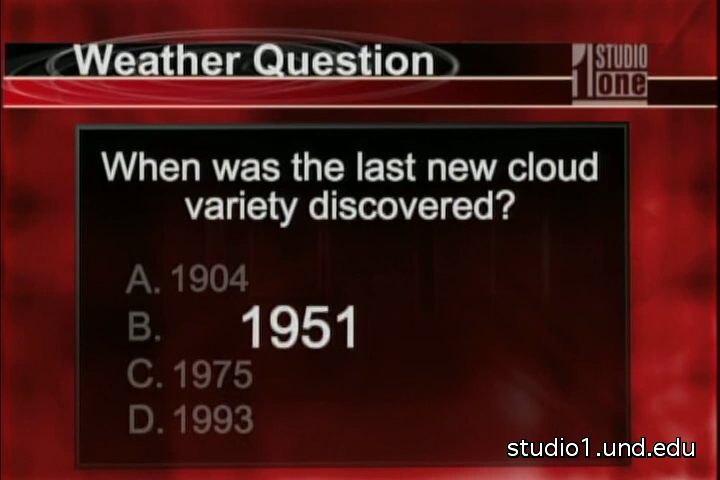 Weather Question
1 STUDIO
one
When was the last new cloud
variety discovered?
A. 1904
B. 1951
C. 1975
D. 1993
studio1.und.edu